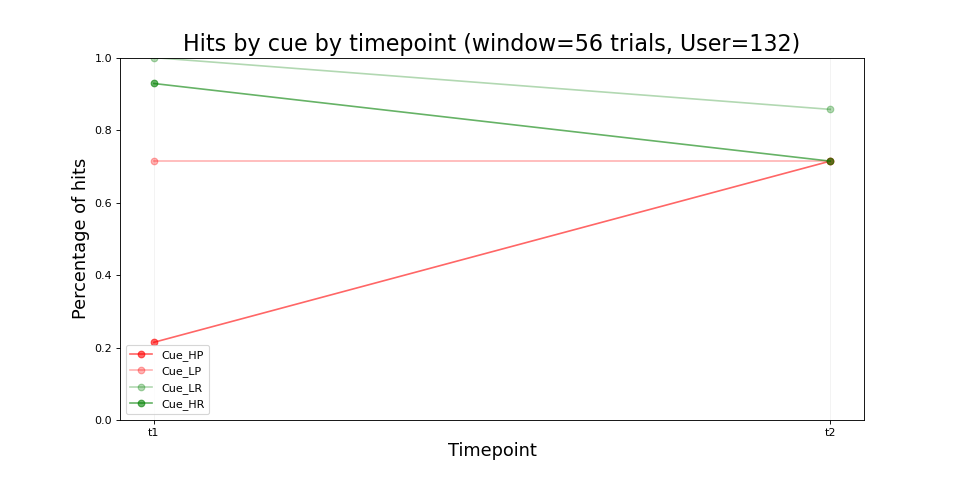 Hits by cue by timepoint (window=56 trials, User=132)
Percentage of hits
1.0
0.8
0.6
0.4
0.2
0.0
Cue_HP
Cue_LP
Cue_LR
Cue_HR
t1
t2
Timepoint